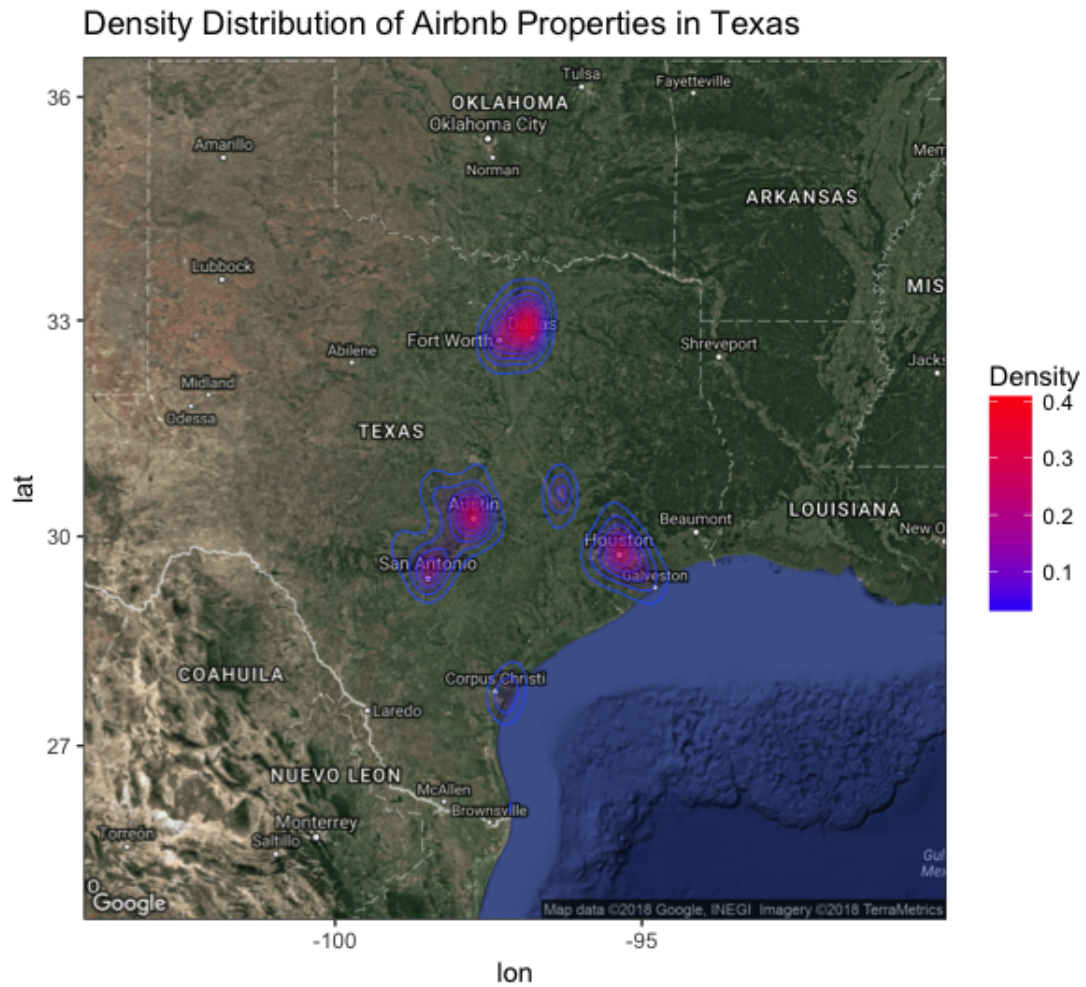 Density Distribution of Airbnb Properties in Texas
Tulsa
Fayetteville
36
OKLAHOMA
Oklahoma City
Amarillo
Mem
Norman
ARKANSAS
Lubbock
MIS
33
Dallas
Fort Worth
Shreveport
Abilene
Jacks
Density
Midland
0.4
Odessa
TEXAS
0.3
lat
Austin
LOUISIANA
0.2
Beaumont
New O
30
Houston
San Antonio
Galveston
0.1
COAHUILA
Corpus Christi
Laredo
27
NUEVO LEON
McAllen
Brownsville
Monterrey
Torreón
Saltillo
Gul
Mex
O
Google
Map data ©2018 Google, INEGI Imagery ©2018 TerraMetrics
-100
-95
lon